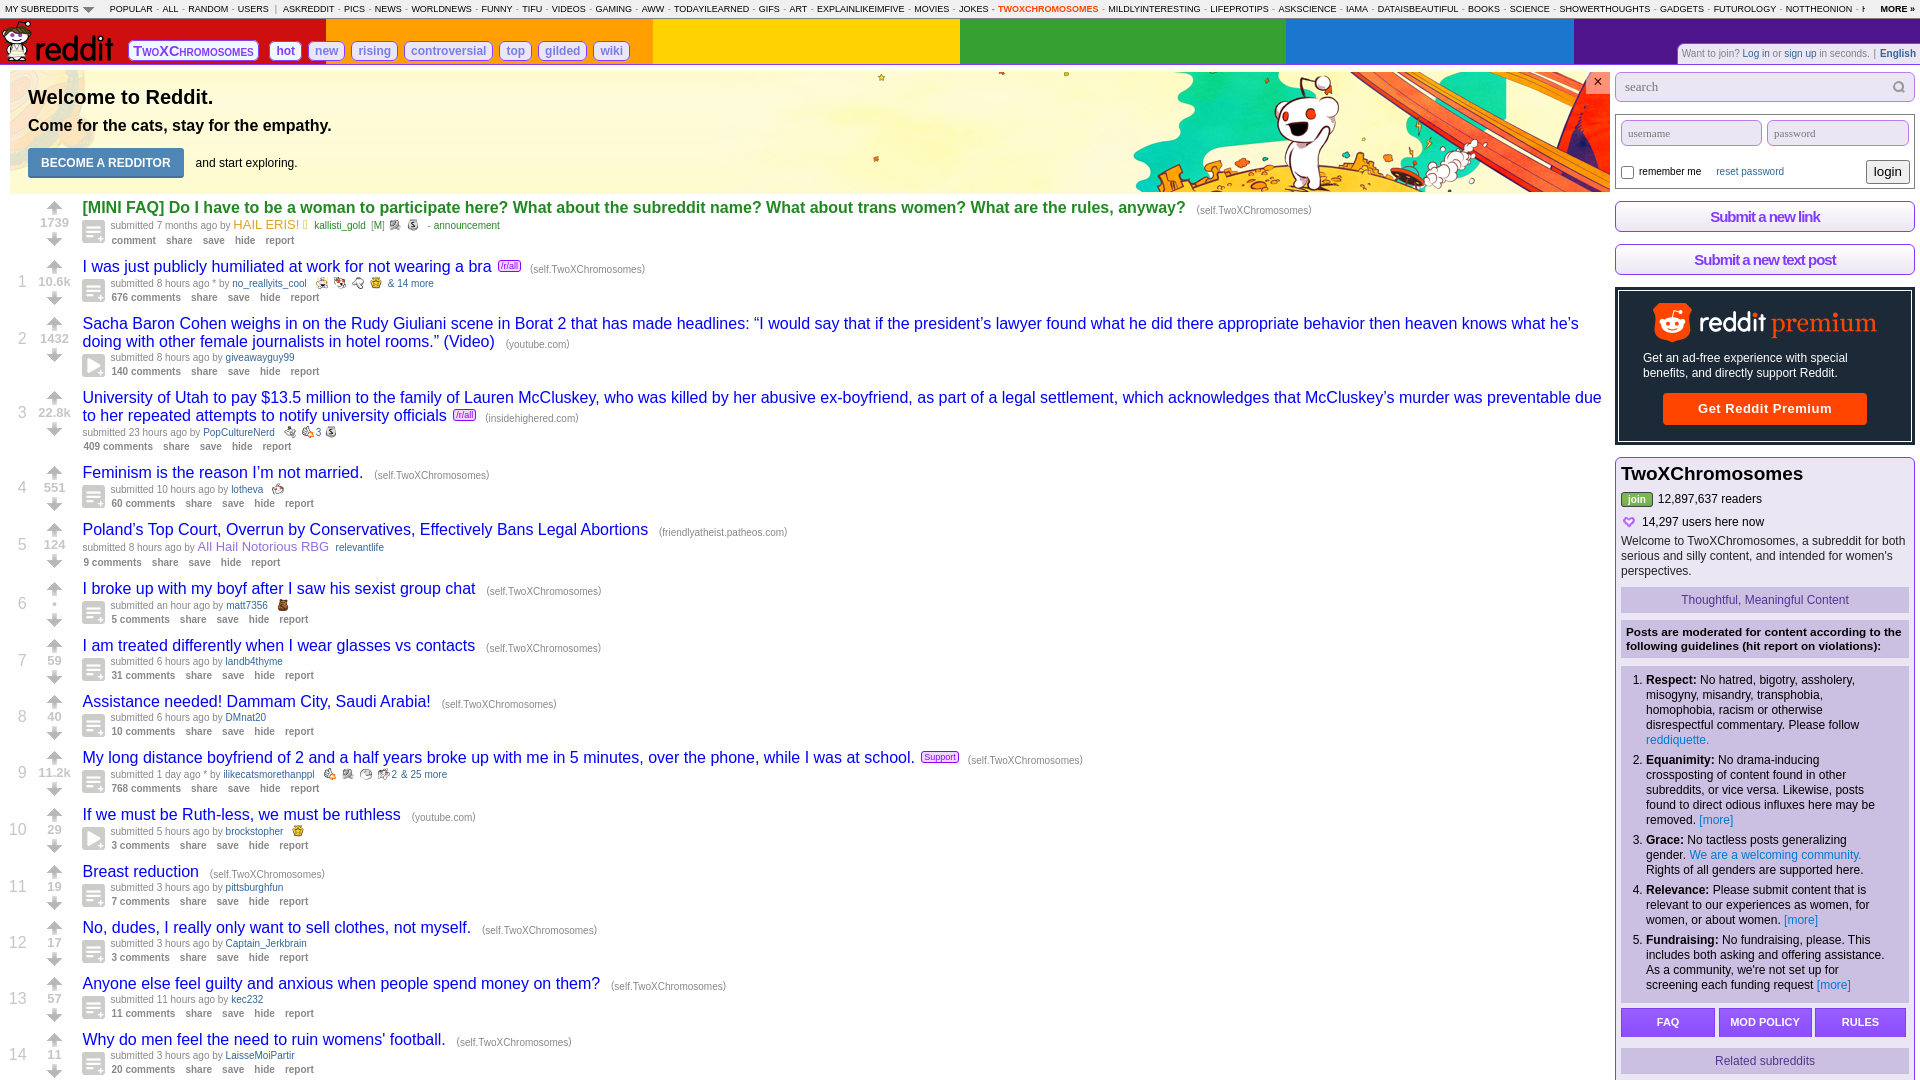 MY SUBREDDITS POPULAR - ALL - RANDOM - USERS | ASKREDDIT - PICS - NEWS - WORLDNEWS - FUNNY - TIFU - VIDEOS - GAMING - AWW - TODAYILEARNED - GIFS - ART - EXPLAINLIKEIMFIVE - MOVIES - JOKES - TWOXCHROMOSOMES - MILDLYINTERESTING - LIFEPROTIPS - ASKSCIENCE - IAMA - DATAISBEAUTIFUL - BOOKS - SCIENCE - SHOWERTHOUGHTS - GADGETS - FUTUROLOGY - NOTTHEONION - MORE »
reddit TwoXChromosomes hot new rising controversial top gilded wiki
Want to join? Log in or sign up in seconds. | English
Welcome to Reddit.
Come for the cats, stay for the empathy.
BECOME A REDDITOR and start exploring.
×
1739
[MINI FAQ] Do I have to be a woman to participate here? What about the subreddit name? What about trans women? What are the rules, anyway? (self.TwoXChromosomes)
submitted 7 months ago by HAIL ERIS! kallisti_gold [M] - announcement
comment share save hide report
1 10.6k
I was just publicly humiliated at work for not wearing a bra /r/all (self.TwoXChromosomes)
submitted 8 hours ago * by no_reallyits_cool & 14 more
676 comments share save hide report
2 1432
Sacha Baron Cohen weighs in on the Rudy Giuliani scene in Borat 2 that has made headlines: “I would say that if the president’s lawyer found what he did there appropriate behavior then heaven knows what he’s
doing with other female journalists in hotel rooms.” (Video) (youtube.com)
submitted 8 hours ago by giveawayguy99
140 comments share save hide report
3 22.8k
University of Utah to pay $13.5 million to the family of Lauren McCluskey, who was killed by her abusive ex-boyfriend, as part of a legal settlement, which acknowledges that McCluskey’s murder was preventable due
to her repeated attempts to notify university officials /r/all (insidehighered.com)
submitted 23 hours ago by PopCultureNerd 3
409 comments share save hide report
4 551
Feminism is the reason I’m not married. (self.TwoXChromosomes)
submitted 10 hours ago by lotheva
60 comments share save hide report
5 124
Poland’s Top Court, Overrun by Conservatives, Effectively Bans Legal Abortions (friendlyatheist.patheos.com)
submitted 8 hours ago by All Hail Notorious RBG relevantlife
9 comments share save hide report
6 •
I broke up with my boyf after I saw his sexist group chat (self.TwoXChromosomes)
submitted an hour ago by matt7356
5 comments share save hide report
7 59
I am treated differently when I wear glasses vs contacts (self.TwoXChromosomes)
submitted 6 hours ago by landb4thyme
31 comments share save hide report
8 40
Assistance needed! Dammam City, Saudi Arabia! (self.TwoXChromosomes)
submitted 6 hours ago by DMnat20
10 comments share save hide report
9 11.2k
My long distance boyfriend of 2 and a half years broke up with me in 5 minutes, over the phone, while I was at school. Support (self.TwoXChromosomes)
submitted 1 day ago * by ilikecatsmorethanppl 2 & 25 more
768 comments share save hide report
10 29
If we must be Ruth-less, we must be ruthless (youtube.com)
submitted 5 hours ago by brockstopher
3 comments share save hide report
11 19
Breast reduction (self.TwoXChromosomes)
submitted 3 hours ago by pittsburghfun
7 comments share save hide report
12 17
No, dudes, I really only want to sell clothes, not myself. (self.TwoXChromosomes)
submitted 3 hours ago by Captain_Jerkbrain
3 comments share save hide report
13 57
Anyone else feel guilty and anxious when people spend money on them? (self.TwoXChromosomes)
submitted 11 hours ago by kec232
11 comments share save hide report
14 11
Why do men feel the need to ruin womens' football. (self.TwoXChromosomes)
submitted 3 hours ago by LaisseMoiPartir
20 comments share save hide report
search
username password
remember me reset password login
Submit a new link
Submit a new text post
reddit premium
Get an ad-free experience with special
benefits, and directly support Reddit.
Get Reddit Premium
TwoXChromosomes
join 12,897,637 readers
14,297 users here now
Welcome to TwoXChromosomes, a subreddit for both
serious and silly content, and intended for women's
perspectives.
Thoughtful, Meaningful Content
Posts are moderated for content according to the
following guidelines (hit report on violations):
1. Respect: No hatred, bigotry, assholery,
misogyny, misandry, transphobia,
homophobia, racism or otherwise
disrespectful commentary. Please follow
reddiquette.
2. Equanimity: No drama-inducing
crossposting of content found in other
subreddits, or vice versa. Likewise, posts
found to direct odious influxes here may be
removed. [more]
3. Grace: No tactless posts generalizing
gender. We are a welcoming community.
Rights of all genders are supported here.
4. Relevance: Please submit content that is
relevant to our experiences as women, for
women, or about women. [more]
5. Fundraising: No fundraising, please. This
includes both asking and offering assistance.
As a community, we're not set up for
screening each funding request [more]
FAQ MOD POLICY RULES
Related subreddits